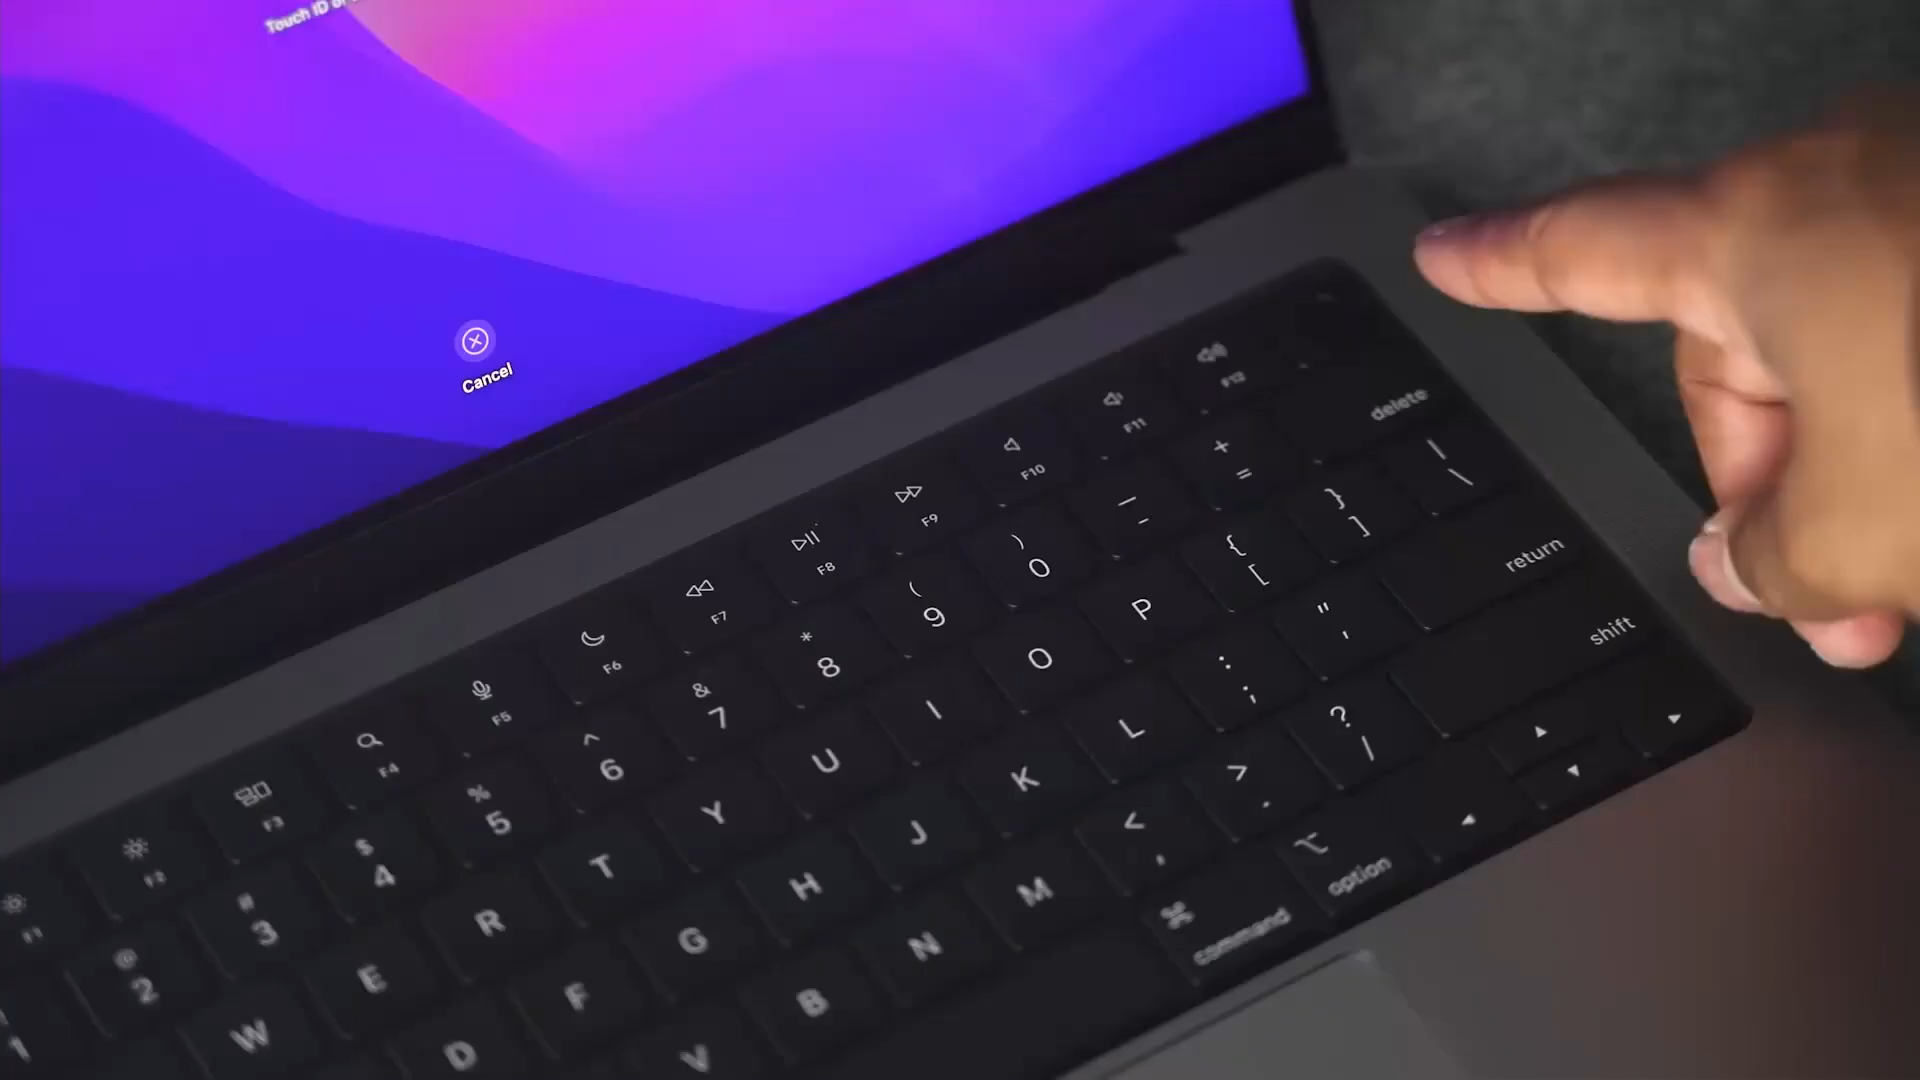 Touch ID or
Cancel
F1 F2 F3 F4 F5 F6 F7 F8 F9 F10 F11 F12
1 @ 2 # 3 $ 4 % 5 ^ 6 & 7 * 8 ( 9 ) 0 _ - + = delete
W E R T Y U I O P { [ } ] | \
D F G H J K L : ; " ' return
V B N M < , > . ? / shift
⌘ command ⌥ option ◀ ▲ ▼ ▶